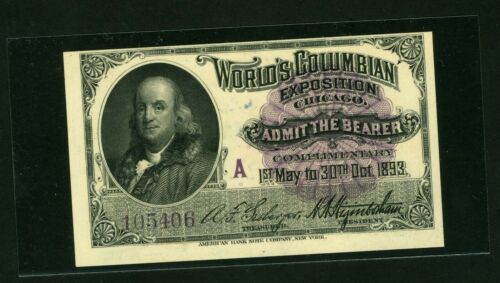 WORLD'S COLUMBIAN
EXPOSITION
CHICAGO.
ADMIT THE BEARER
COMPLIMENTARY
A
1ST MAY TO 30TH Oct. 1893.
105406
TREASURER.
PRESIDENT
AMERICAN BANK NOTE COMPANY, NEW YORK.